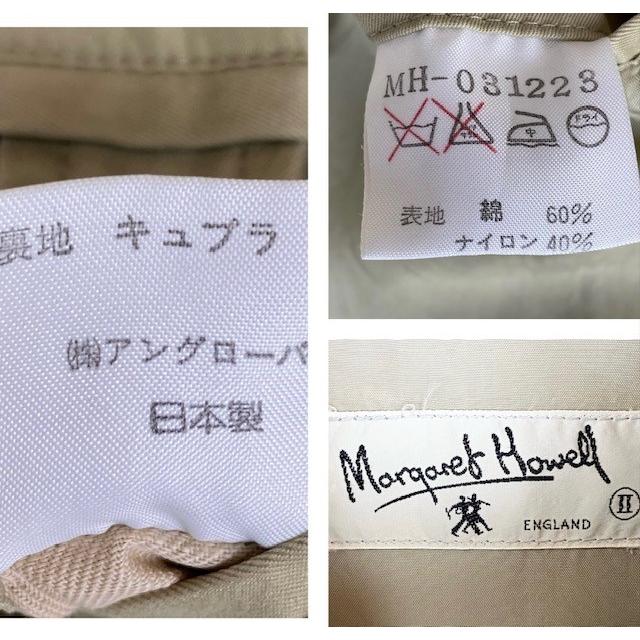 裏地 キュプラ
㈱アングローバ
日本製
MH-031223
中 ドライ
表地 綿 60%
ナイロン 40%
Margaret Howell
II
ENGLAND